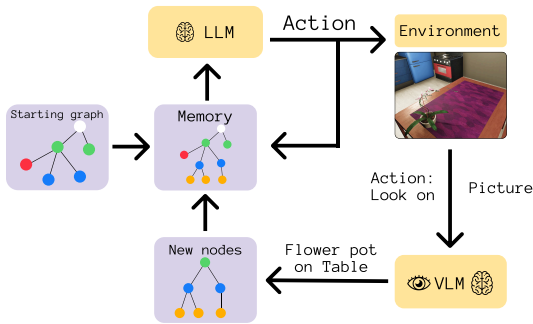 LLM
Action
Environment
Starting graph
Memory
Action:
Look on
Picture
New nodes
Flower pot
on Table
VLM